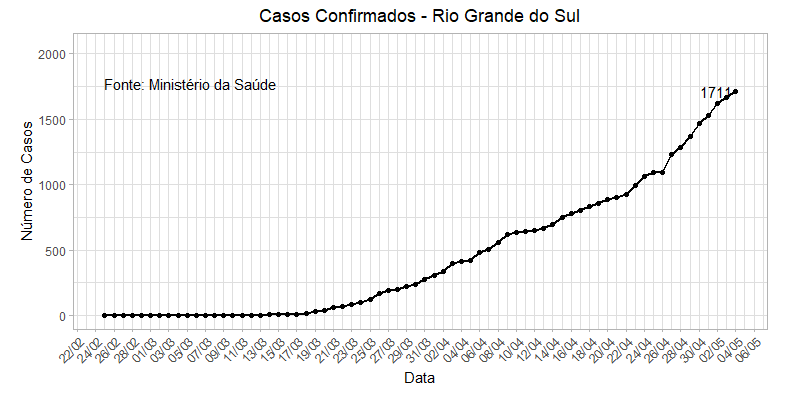 Casos Confirmados - Rio Grande do Sul
2000
Fonte: Ministério da Saúde
1711
1500
1000
500
0
Número de Casos
22/02 24/02 26/02 28/02 01/03 03/03 05/03 07/03 09/03 11/03 13/03 15/03 17/03 19/03 21/03 23/03 25/03 27/03 29/03 31/03 02/04 04/04 06/04 08/04 10/04 12/04 14/04 16/04 18/04 20/04 22/04 24/04 26/04 28/04 30/04 02/05 04/05 06/05
Data